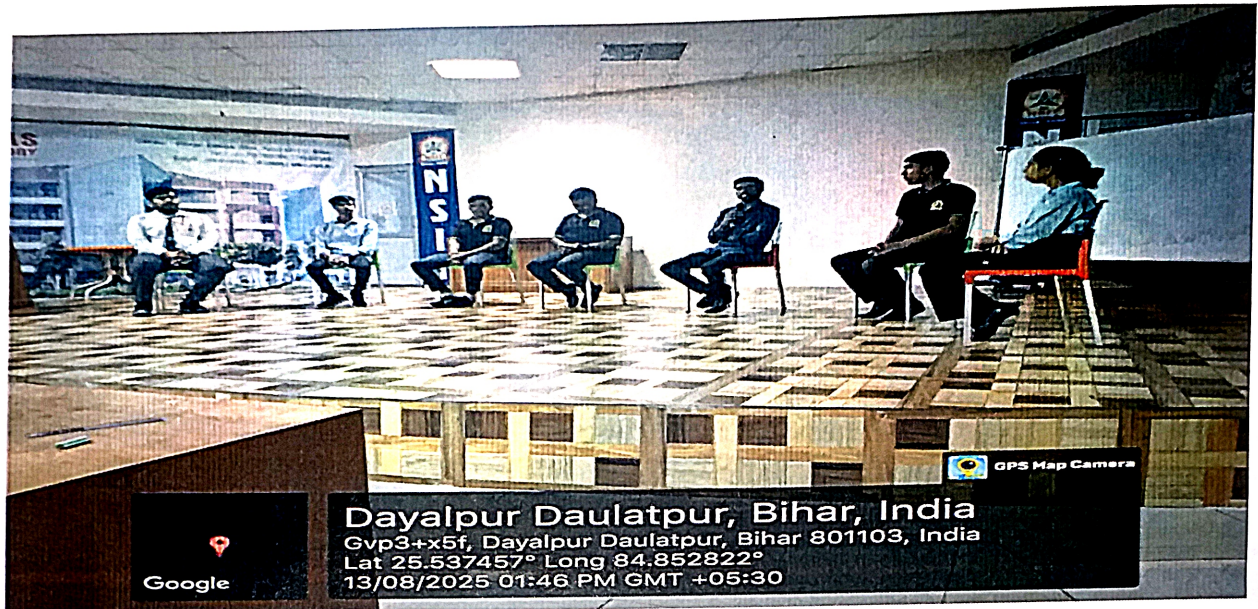 AS
N
S
I
N
GPS Map Camera
Dayalpur Daulatpur, Bihar, India
Gvp3+x5f, Dayalpur Daulatpur, Bihar 801103, India
Lat 25.537457° Long 84.852822°
13/08/2025 01:46 PM GMT +05:30
Google